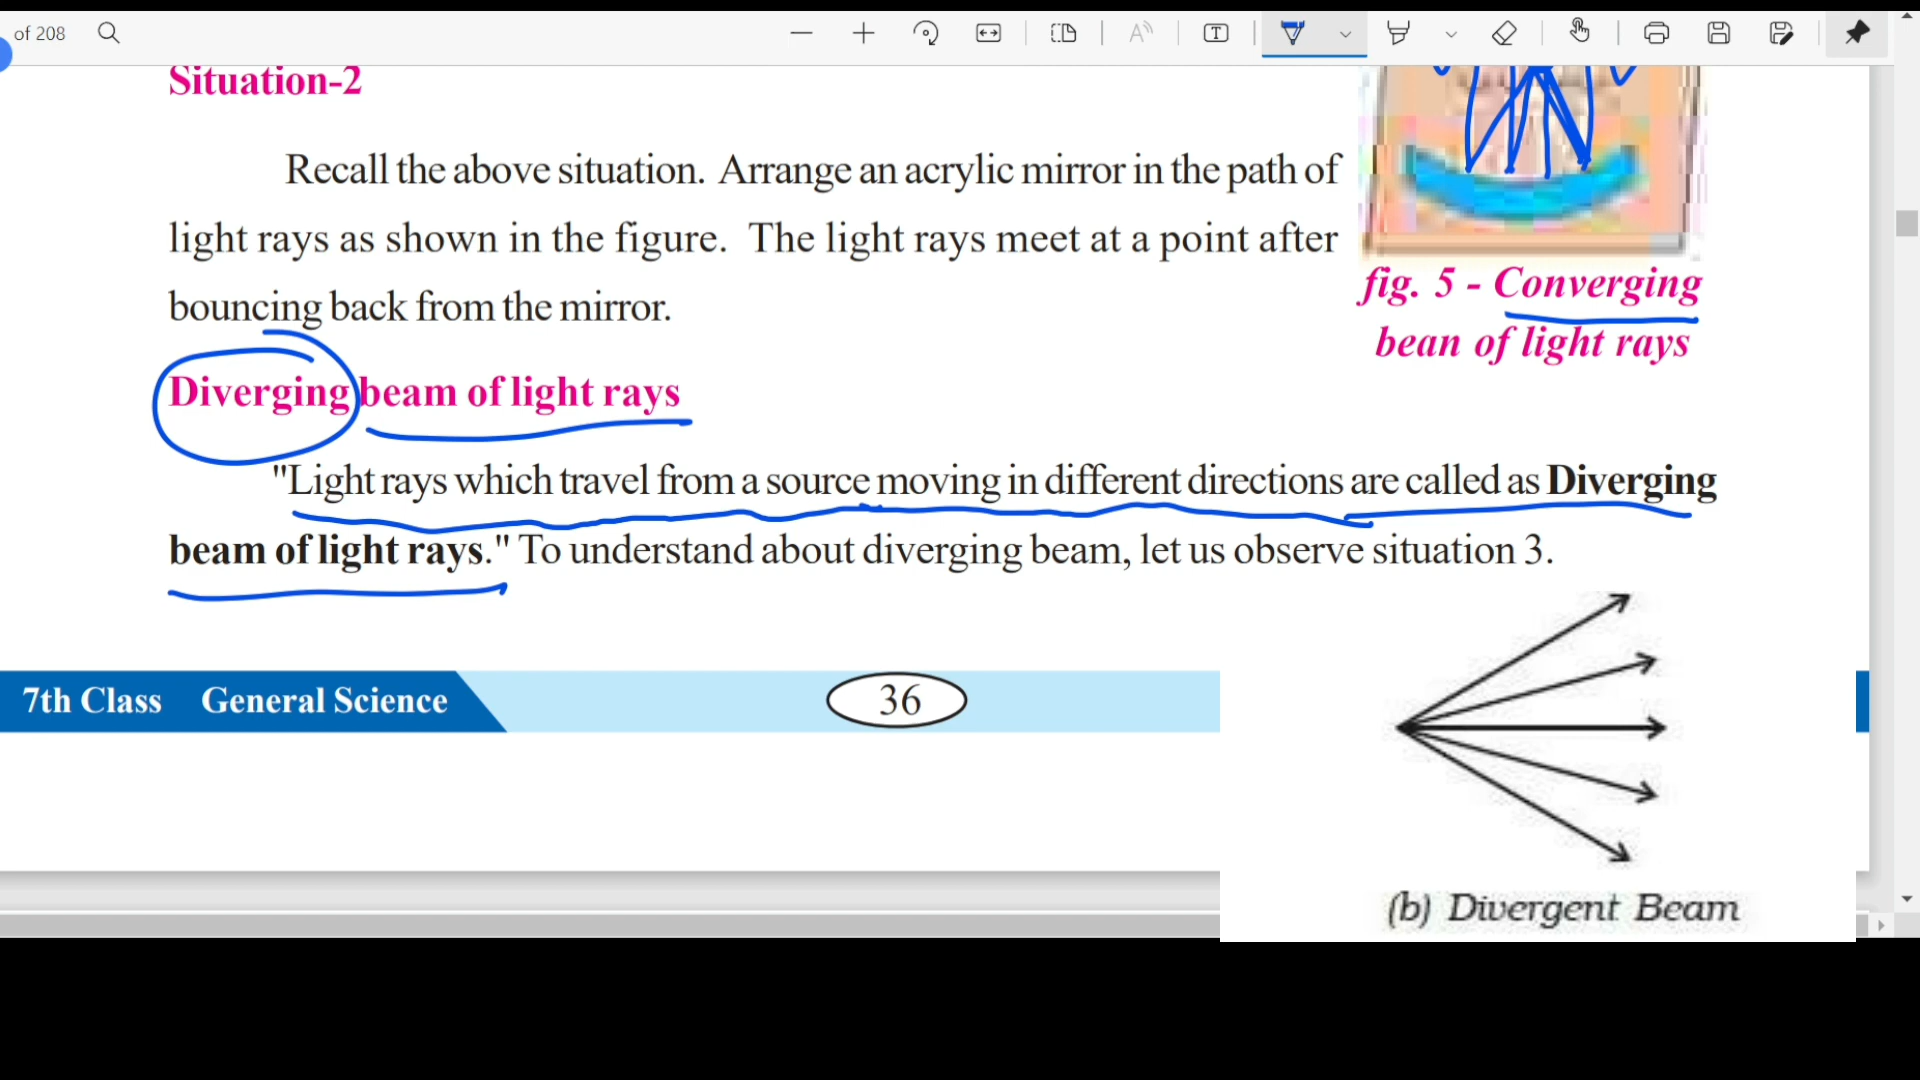 of 208
Situation-2
Recall the above situation. Arrange an acrylic mirror in the path of
light rays as shown in the figure. The light rays meet at a point after
bouncing back from the mirror.
fig. 5 - Converging
bean of light rays
Diverging beam of light rays
"Light rays which travel from a source moving in different directions are called as Diverging
beam of light rays." To understand about diverging beam, let us observe situation 3.
7th Class General Science
36
(b) Divergent Beam